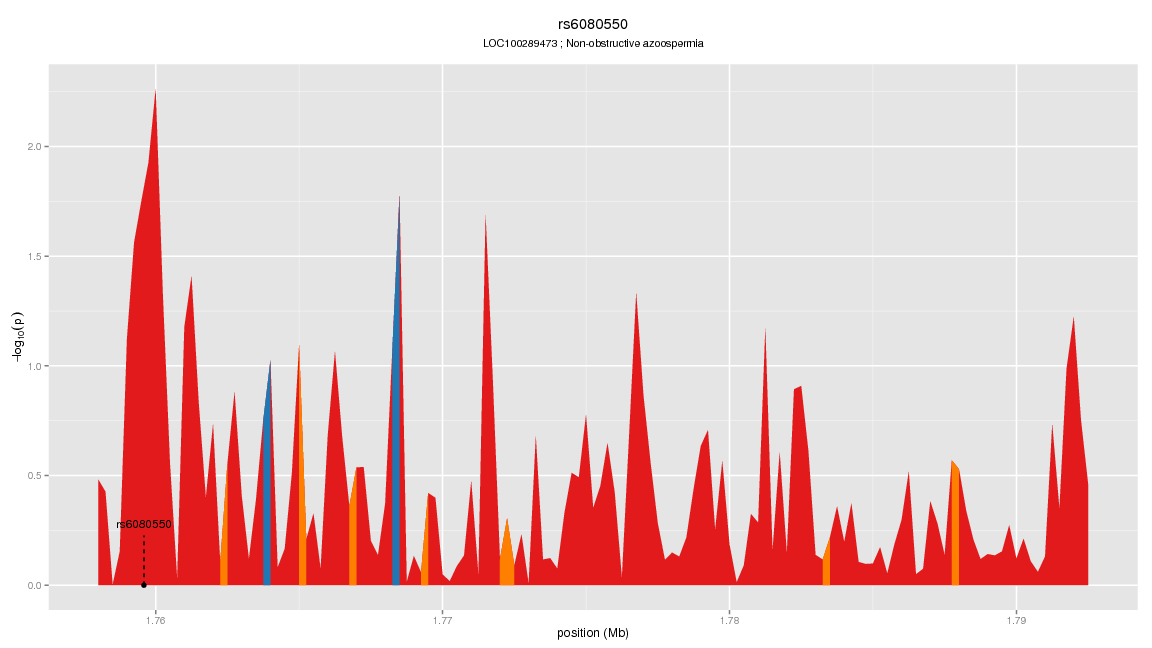 rs6080550
LOC100289473 ; Non-obstructive azoospermia
2.0
1.5
1.0
0.5
0.0
−log10(p)
rs6080550
1.76
1.77
1.78
1.79
position (Mb)